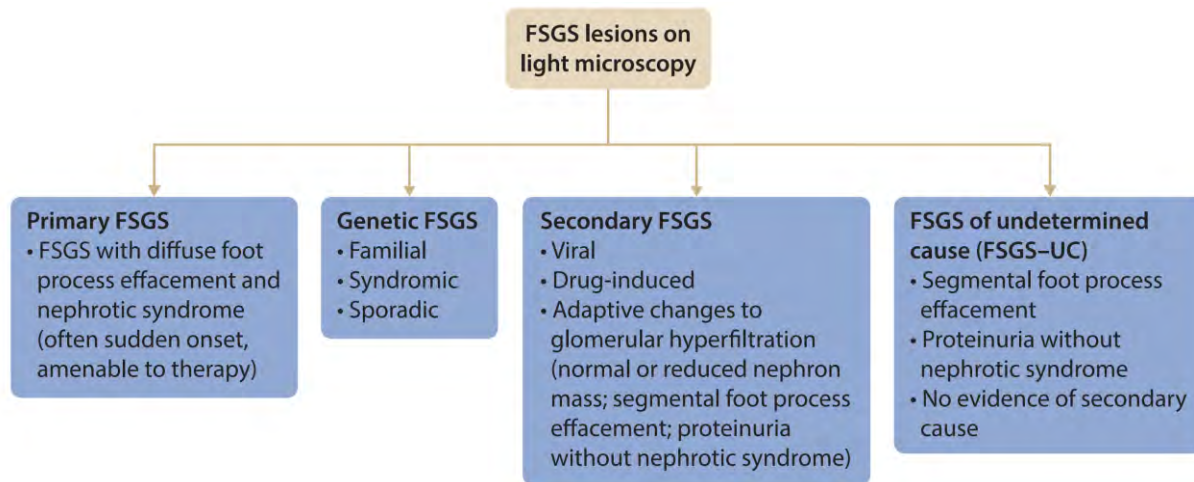 FSGS lesions on
light microscopy
Primary FSGS
• FSGS with diffuse foot
process effacement and
nephrotic syndrome
(often sudden onset,
amenable to therapy)
Genetic FSGS
• Familial
• Syndromic
• Sporadic
Secondary FSGS
• Viral
• Drug-induced
• Adaptive changes to
glomerular hyperfiltration
(normal or reduced nephron
mass; segmental foot process
effacement; proteinuria
without nephrotic syndrome)
FSGS of undetermined
cause (FSGS–UC)
• Segmental foot process
effacement
• Proteinuria without
nephrotic syndrome
• No evidence of secondary
cause